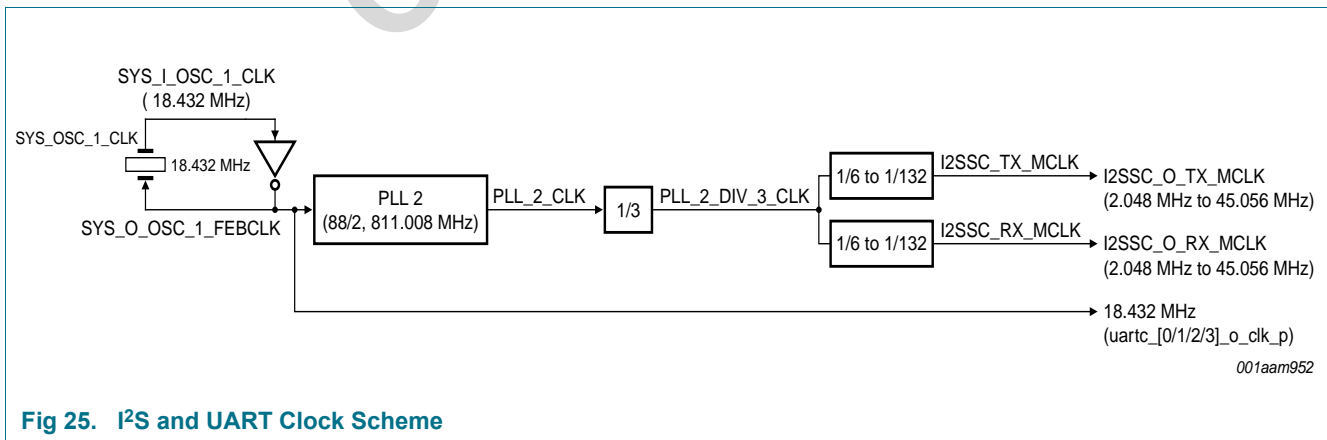 SYS_I_OSC_1_CLK
( 18.432 MHz)
SYS_OSC_1_CLK
18.432 MHz
SYS_O_OSC_1_FEBCLK
PLL 2
(88/2, 811.008 MHz)
PLL_2_CLK
1/3
PLL_2_DIV_3_CLK
1/6 to 1/132
I2SSC_TX_MCLK
I2SSC_O_TX_MCLK
(2.048 MHz to 45.056 MHz)
1/6 to 1/132
I2SSC_RX_MCLK
I2SSC_O_RX_MCLK
(2.048 MHz to 45.056 MHz)
18.432 MHz
(uartc_[0/1/2/3]_o_clk_p)
001aam952
Fig 25. I²S and UART Clock Scheme